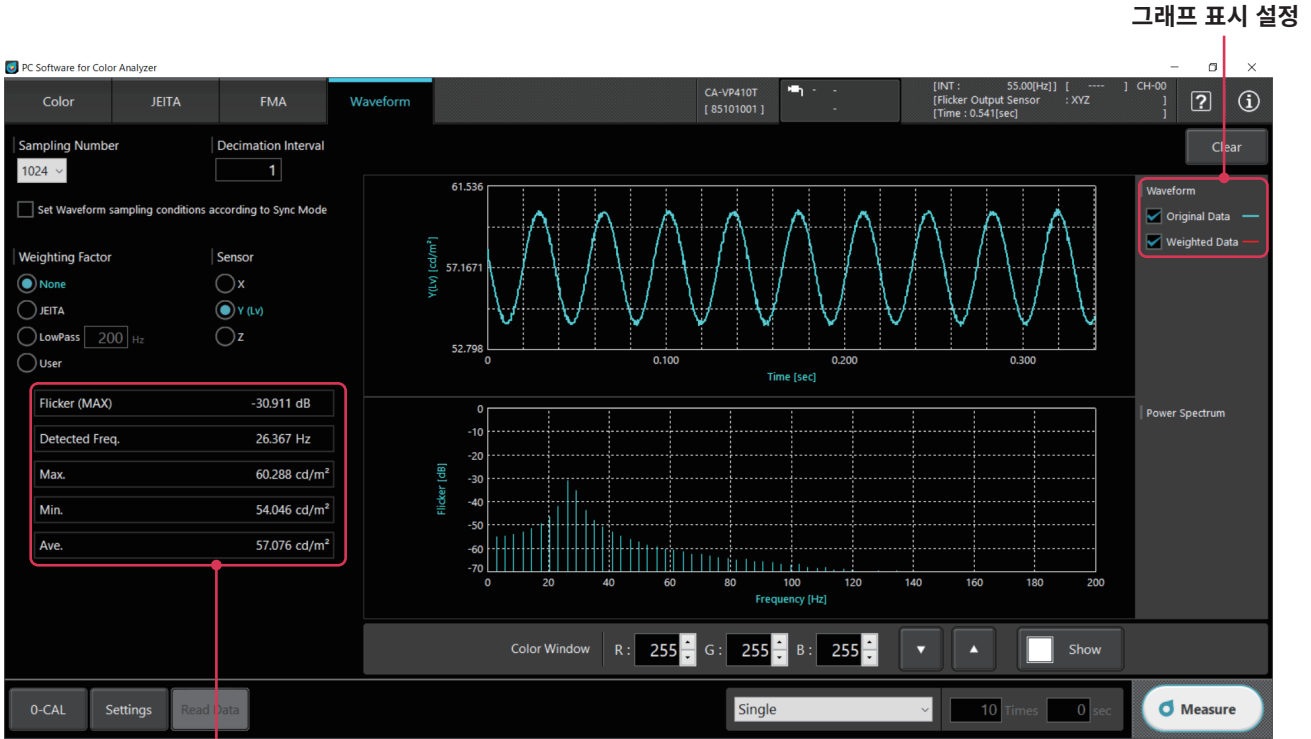 그래프 표시 설정
PC Software for Color Analyzer
Color JEITA FMA Waveform
CA-VP410T
[ 85101001 ]
- -
-
[INT : 55.00[Hz]] [ ---- ] CH-00
[Flicker Output Sensor : XYZ ]
[Time : 0.541[sec] ]
?
i
Clear
Sampling Number
1024
Decimation Interval
1
Set Waveform sampling conditions according to Sync Mode
Weighting Factor
None
JEITA
LowPass 200 Hz
User
Sensor
X
Y (Lv)
Z
Flicker (MAX) -30.911 dB
Detected Freq. 26.367 Hz
Max. 60.288 cd/m²
Min. 54.046 cd/m²
Ave. 57.076 cd/m²
61.536
57.1671
52.798
Y(Lv) [cd/m²]
0 0.100 0.200 0.300
Time [sec]
Waveform
Original Data
Weighted Data
0
-10
-20
-30
-40
-50
-60
-70
Flicker [dB]
0 20 40 60 80 100 120 140 160 180 200
Frequency [Hz]
Power Spectrum
Color Window R : 255 G : 255 B : 255 Show
0-CAL Settings Read Data
Single
10 Times 0 sec
Measure